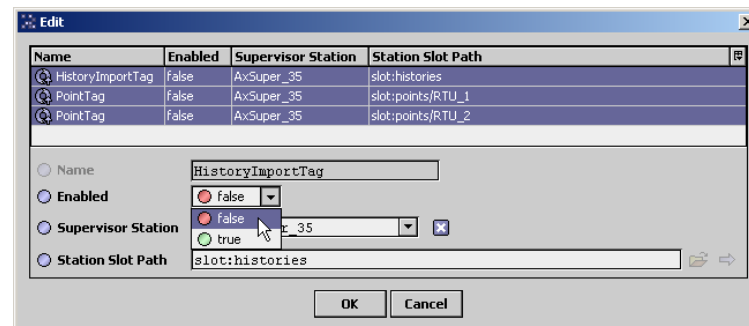 Edit
Name Enabled Supervisor Station Station Slot Path
HistoryImportTag false AxSuper_35 slot:histories
PointTag false AxSuper_35 slot:points/RTU_1
PointTag false AxSuper_35 slot:points/RTU_2
Name HistoryImportTag
Enabled false
false
Supervisor Station r_35
true
Station Slot Path slot:histories
OK Cancel